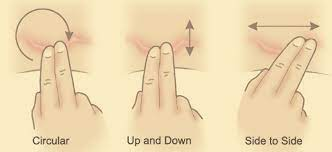 Circular
Up and Down
Side to Side